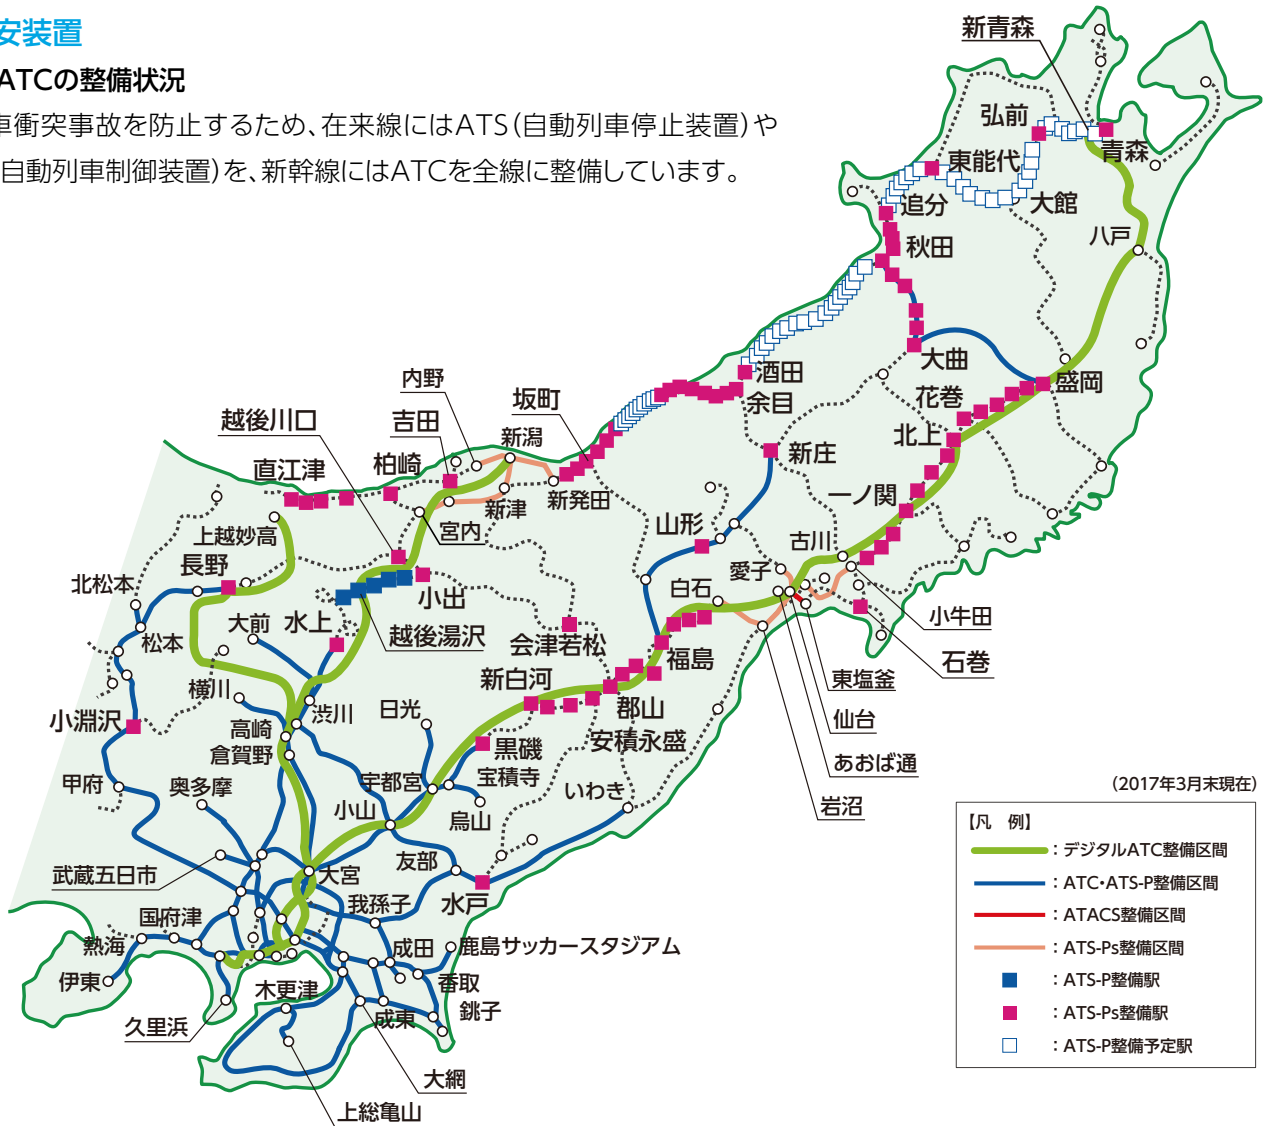 安装置
ATCの整備状況
車衝突事故を防止するため、在来線にはATS(自動列車停止装置)や
自動列車制御装置)を、新幹線にはATCを全線に整備しています。
新青森
弘前
青森
東能代
大館
追分
八戸
秋田
大曲
酒田
盛岡
余目
花巻
内野
坂町
越後川口
吉田
新潟
北上
直江津
柏崎
新庄
新発田
新津
一ノ関
上越妙高
宮内
山形
古川
長野
愛子
北松本
白石
小出
小牛田
大前
水上
越後湯沢
会津若松
松本
福島
石巻
新白河
東塩釜
横川
小淵沢
渋川
日光
郡山
仙台
高崎
安積永盛
倉賀野
黒磯
あおば通
甲府
奥多摩
宇都宮
宝積寺
いわき
岩沼
小山
烏山
(2017年3月末現在)
【凡 例】
:デジタルATC整備区間
:ATC・ATS-P整備区間
:ATACS整備区間
:ATS-Ps整備区間
:ATS-P整備駅
:ATS-Ps整備駅
:ATS-P整備予定駅
友部
武蔵五日市
大宮
水戸
我孫子
国府津
熱海
成田
鹿島サッカースタジアム
伊東
香取
木更津
銚子
久里浜
成東
大網
上総亀山